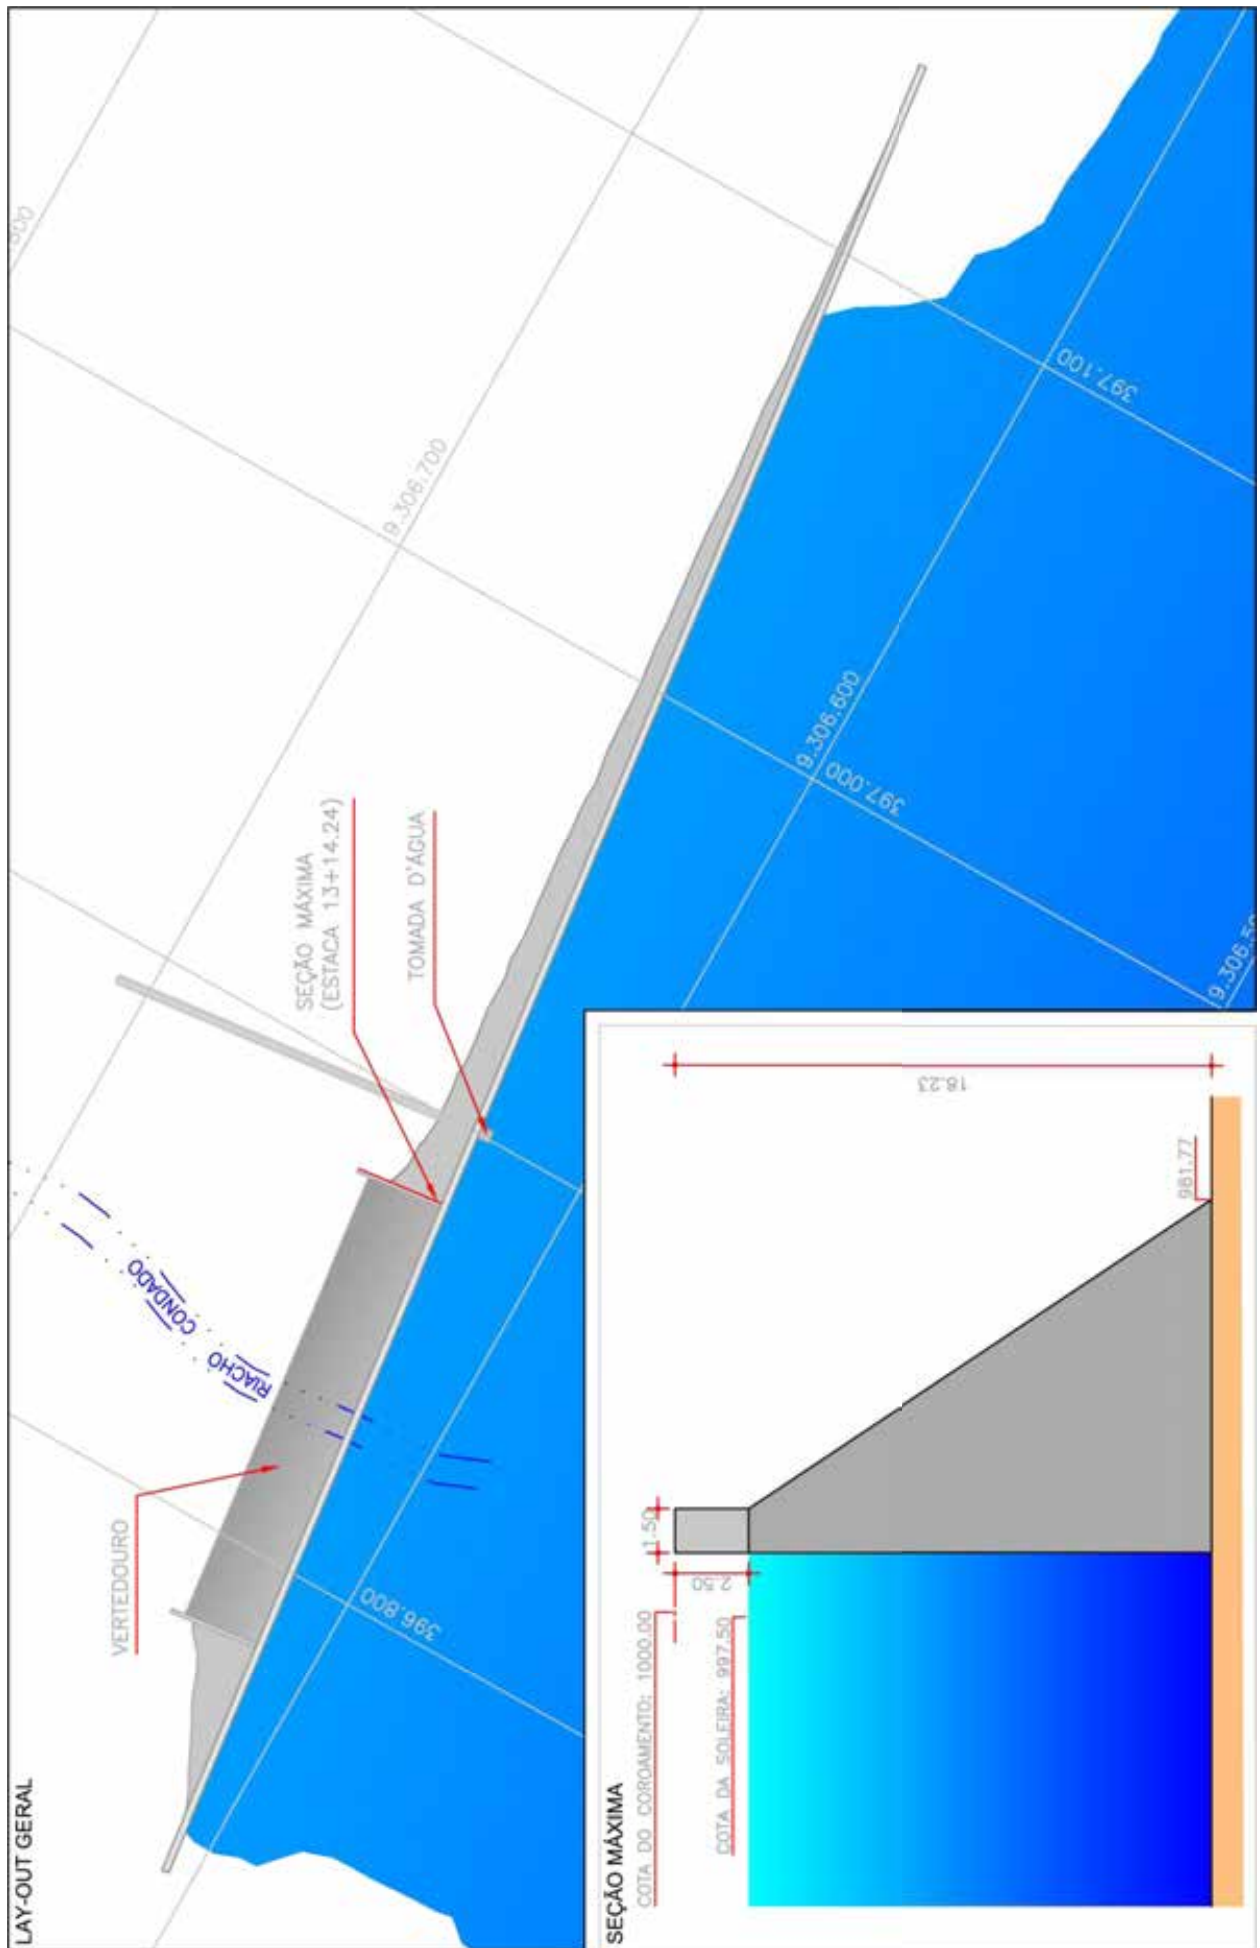 LAY-OUT GERAL
VERTEDOURO
RIACHO CONDADO
SEÇÃO MÁXIMA
(ESTACA 13+14.24)
TOMADA D'ÁGUA
9.306.700
9.306.600
396.800
397.000
397.100
SEÇÃO MÁXIMA
COTA DO COROAMENTO: 1000.00
COTA DA SOLEIRA: 997.50
2.50
1.50
18.23
981.77